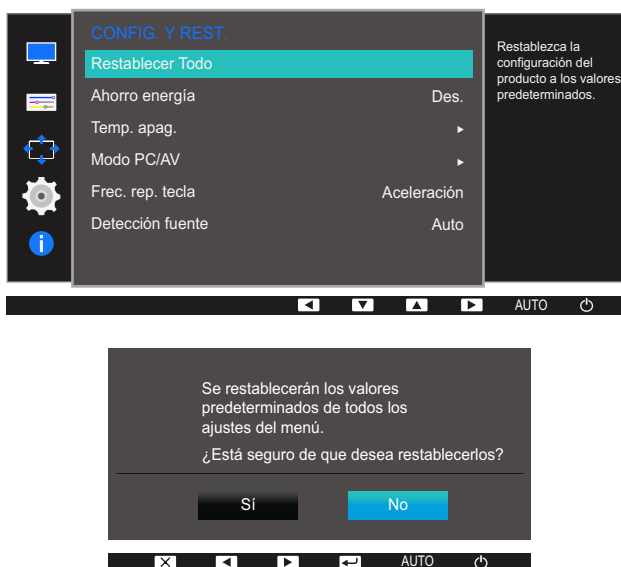 CONFIG. Y REST.
Restablecer Todo
Ahorro energía Des.
Temp. apag.
Modo PC/AV
Frec. rep. tecla Aceleración
Detección fuente Auto
Restablezca la
configuración del
producto a los valores
predeterminados.
AUTO
Se restablecerán los valores
predeterminados de todos los
ajustes del menú.
¿Está seguro de que desea restablecerlos?
Sí No
AUTO